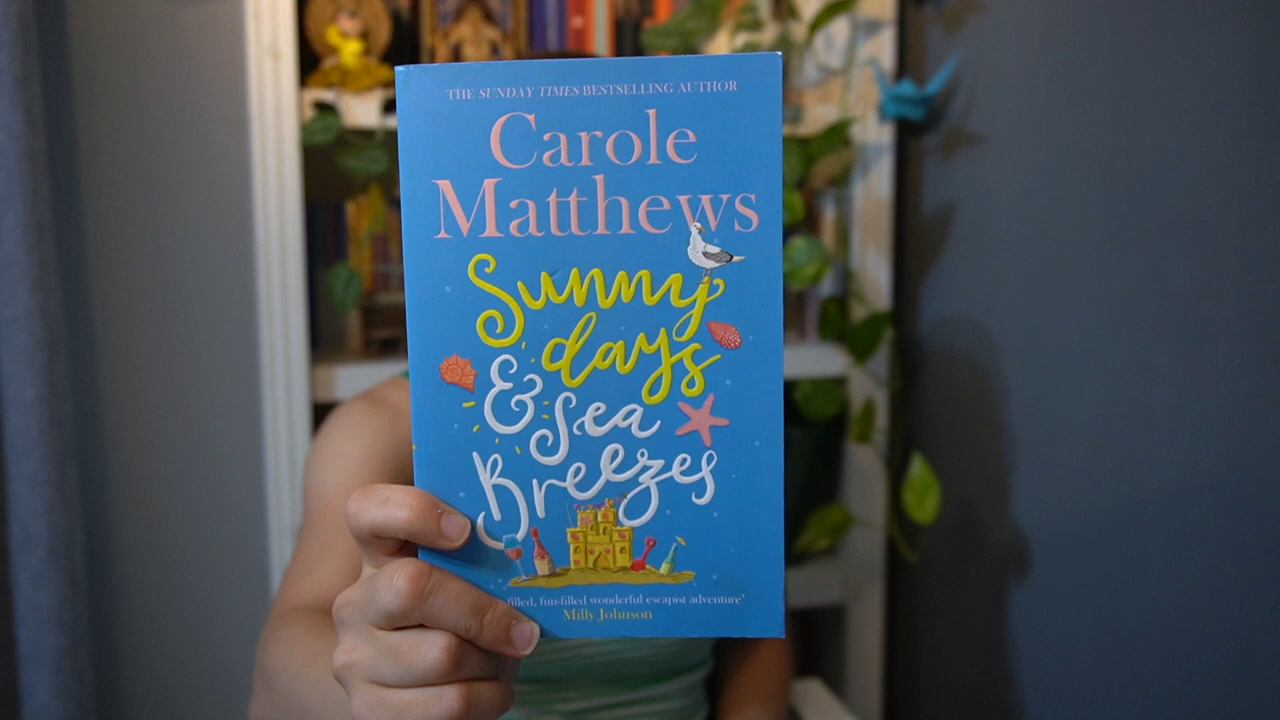 THE SUNDAY TIMES BESTSELLING AUTHOR
Carole
Matthews
Sunny
days
& Sea
Breezes
filled, fun-filled wonderful escapist adventure'
Milly Johnson